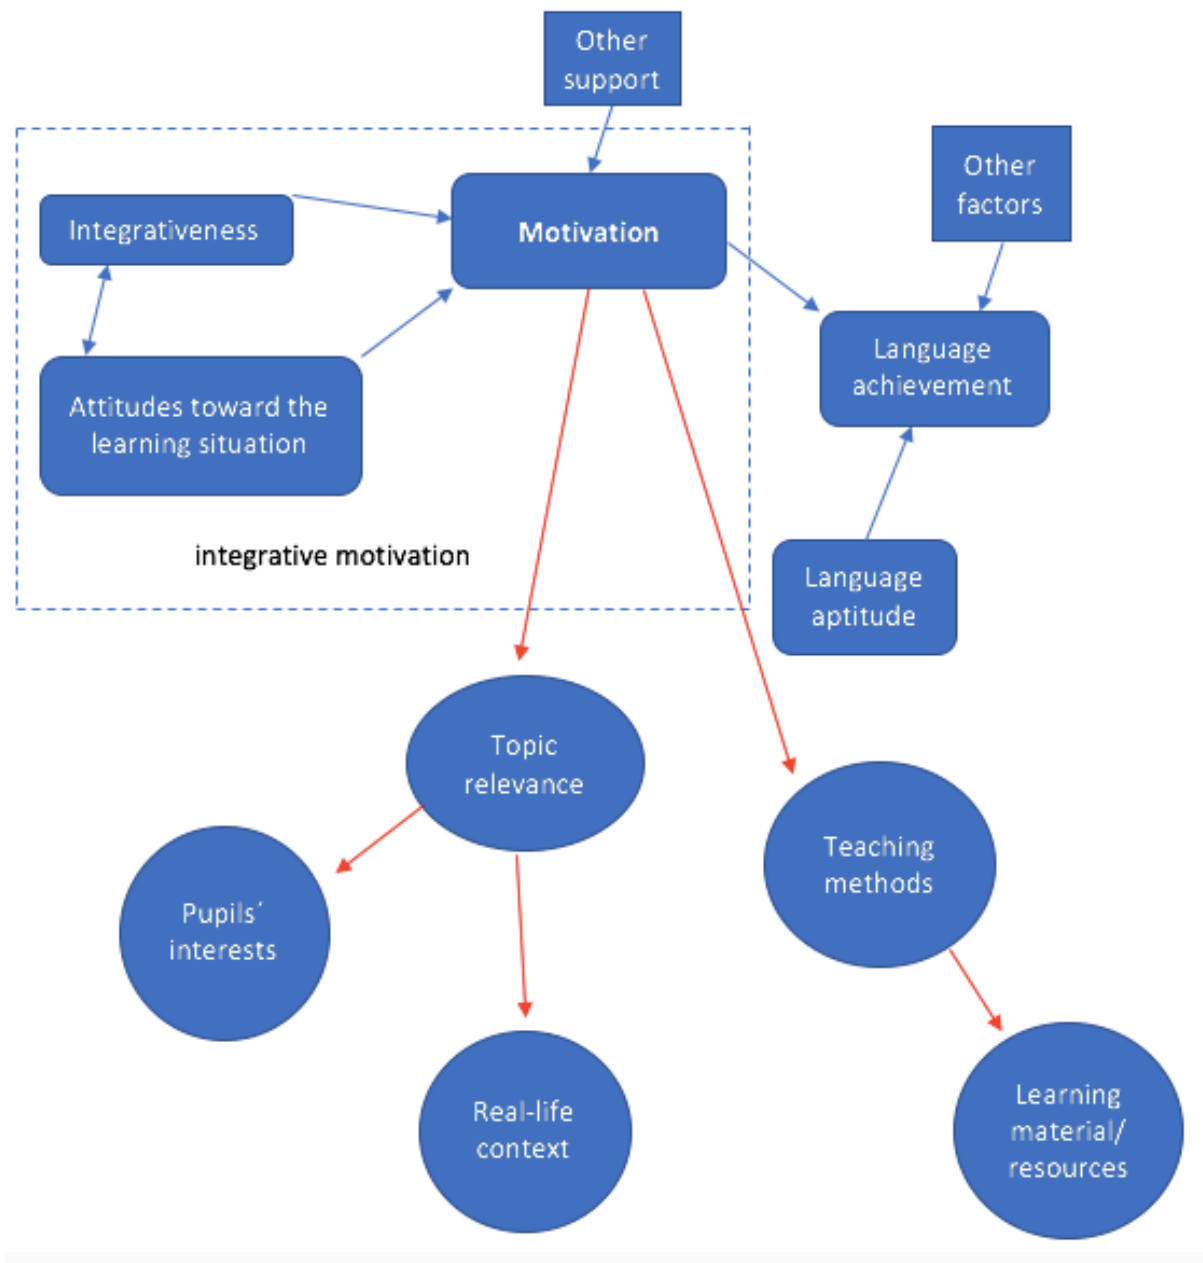 Other
support
Other
factors
Integrativeness
Motivation
Language
achievement
Attitudes toward the
learning situation
integrative motivation
Language
aptitude
Topic
relevance
Teaching
methods
Pupils´
interests
Real-life
context
Learning
material/
resources